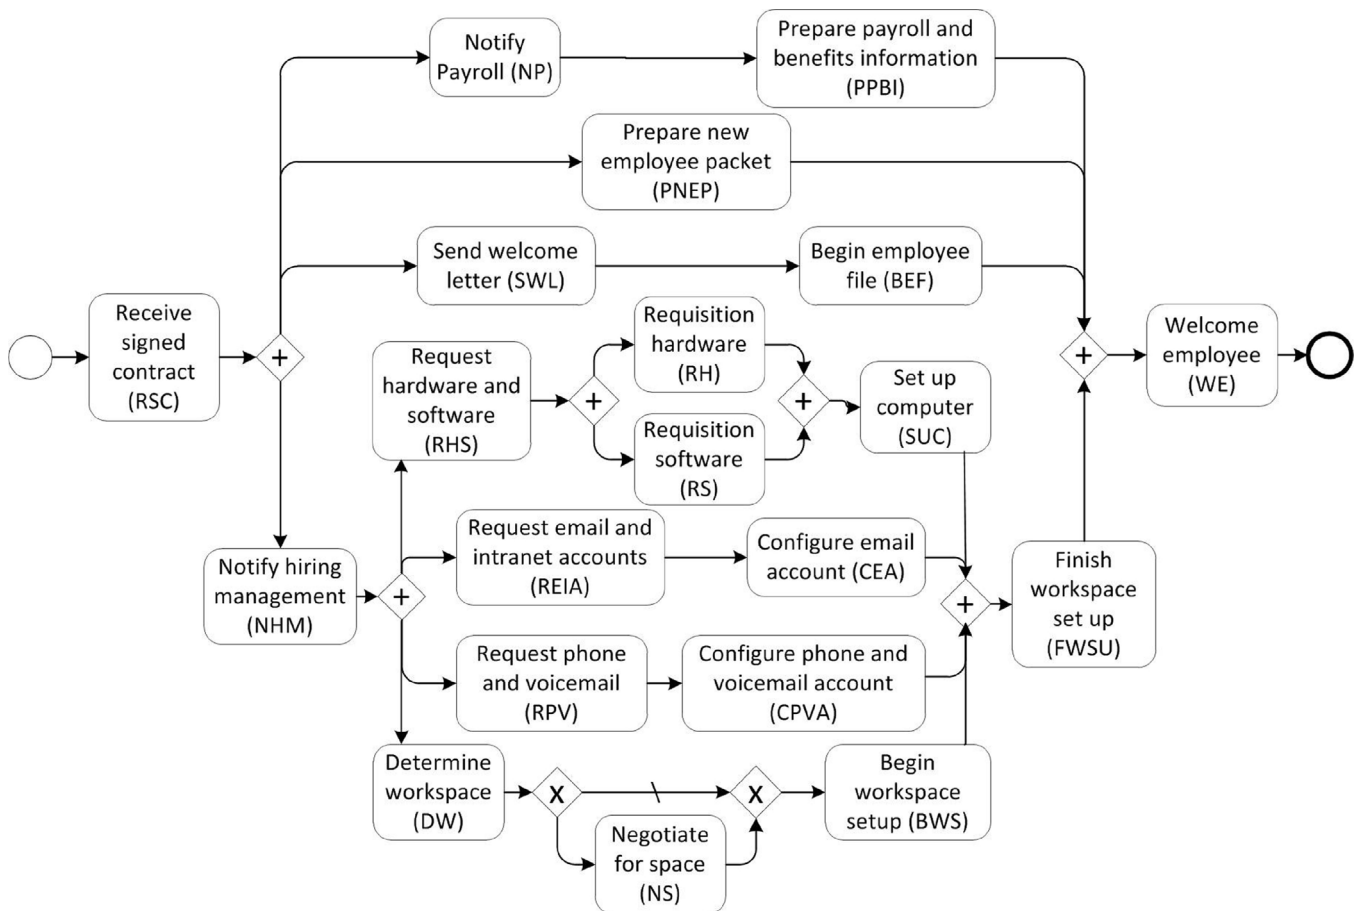 Notify
Payroll (NP)
Prepare payroll and
benefits information
(PPBI)
Prepare new
employee packet
(PNEP)
Send welcome
letter (SWL)
Begin employee
file (BEF)
Receive
signed
contract
(RSC)
+
Request
hardware and
software
(RHS)
+
Requisition
hardware
(RH)
Requisition
software
(RS)
+
Set up
computer
(SUC)
+
Welcome
employee
(WE)
Notify hiring
management
(NHM)
+
Request email and
intranet accounts
(REIA)
Configure email
account (CEA)
Request phone
and voicemail
(RPV)
Configure phone and
voicemail account
(CPVA)
+
Finish
workspace
set up
(FWSU)
Determine
workspace
(DW)
X
Negotiate
for space
(NS)
X
Begin
workspace
setup (BWS)